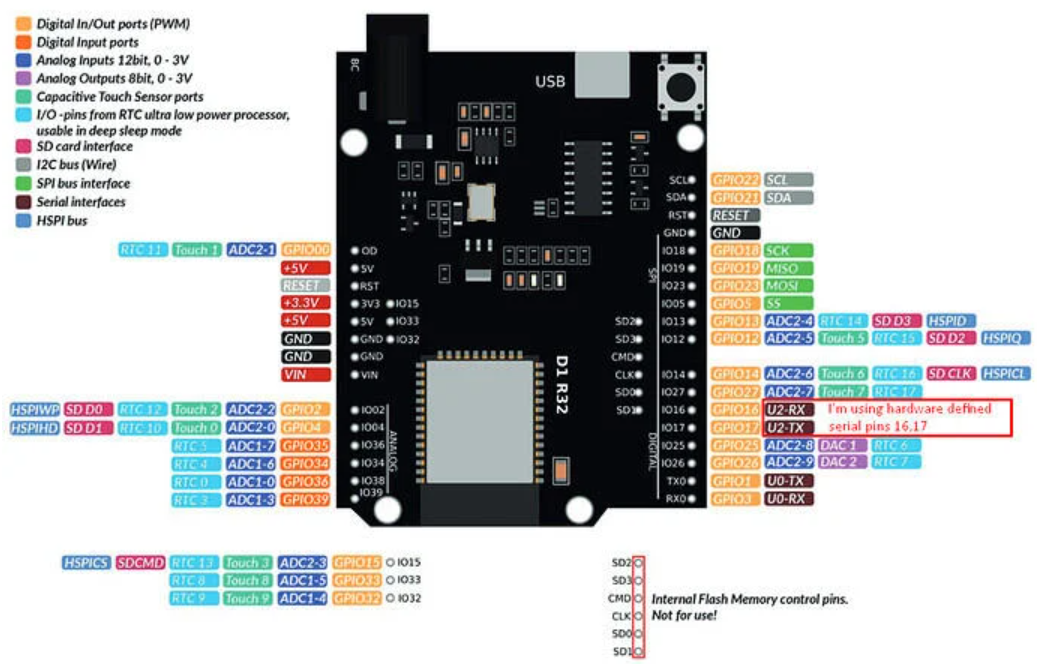 Digital In/Out ports (PWM)
Digital Input ports
Analog Inputs 12bit, 0 - 3V
Analog Outputs 8bit, 0 - 3V
Capacitive Touch Sensor ports
I/O -pins from RTC ultra low power processor,
usable in deep sleep mode
SD card interface
I2C bus (Wire)
SPI bus interface
Serial interfaces
HSPI bus
DC
USB
SCL GPIO22 SCL
SDA GPIO21 SDA
RST RESET
GND GND
IO18 GPIO18 SCK
IO19 GPIO19 MISO
IO23 GPIO23 MOSI
IO05 GPIO5 SS
IO13 GPIO13 ADC2-4 RTC 14 SD D3 HSPID
IO12 GPIO12 ADC2-5 Touch 5 RTC 15 SD D2 HSPIQ
IO14 GPIO14 ADC2-6 Touch 6 RTC 16 SD CLK HSPICL
IO27 GPIO27 ADC2-7 Touch 7 RTC 17
IO16 GPIO16 U2-RX
IO17 GPIO17 U2-TX
I'm using hardware defined
serial pins 16,17
IO25 GPIO25 ADC2-8 DAC 1 RTC 6
IO26 GPIO26 ADC2-9 DAC 2 RTC 7
TX0 GPIO1 U0-TX
RX0 GPIO3 U0-RX
SPI
DIGITAL
SD2
SD3
CMD
CLK
SD0
SD1
D1 R32
RTC 11 Touch 1 ADC2-1 GPIO00 OD
+5V 5V
RESET RST
+3.3V 3V3 IO15
+5V 5V IO33
GND GND IO32
GND GND
VIN VIN
HSPIWP SD D0 RTC 12 Touch 2 ADC2-2 GPIO2 IO02
HSPIHD SD D1 RTC 10 Touch 0 ADC2-0 GPIO4 IO04
RTC 5 ADC1-7 GPIO35 IO36
RTC 4 ADC1-6 GPIO34 IO34
RTC 0 ADC1-0 GPIO36 IO38
RTC 3 ADC1-3 GPIO39 IO39
ANALOG
HSPICS SDCMD RTC 13 Touch 3 ADC2-3 GPIO15 IO15
RTC 8 Touch 8 ADC1-5 GPIO33 IO33
RTC 9 Touch 9 ADC1-4 GPIO32 IO32
SD2
SD3
CMD
CLK
SD0
SD1
Internal Flash Memory control pins.
Not for use!